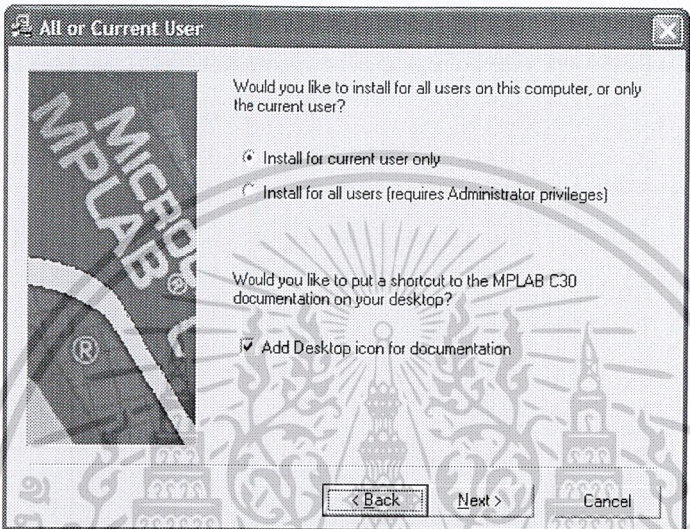 All or Current User
Would you like to install for all users on this computer, or only
the current user?
Install for current user only
Install for all users (requires Administrator privileges)
Would you like to put a shortcut to the MPLAB C30
documentation on your desktop?
Add Desktop icon for documentation
MPLAB®
®
< Back
Next >
Cancel